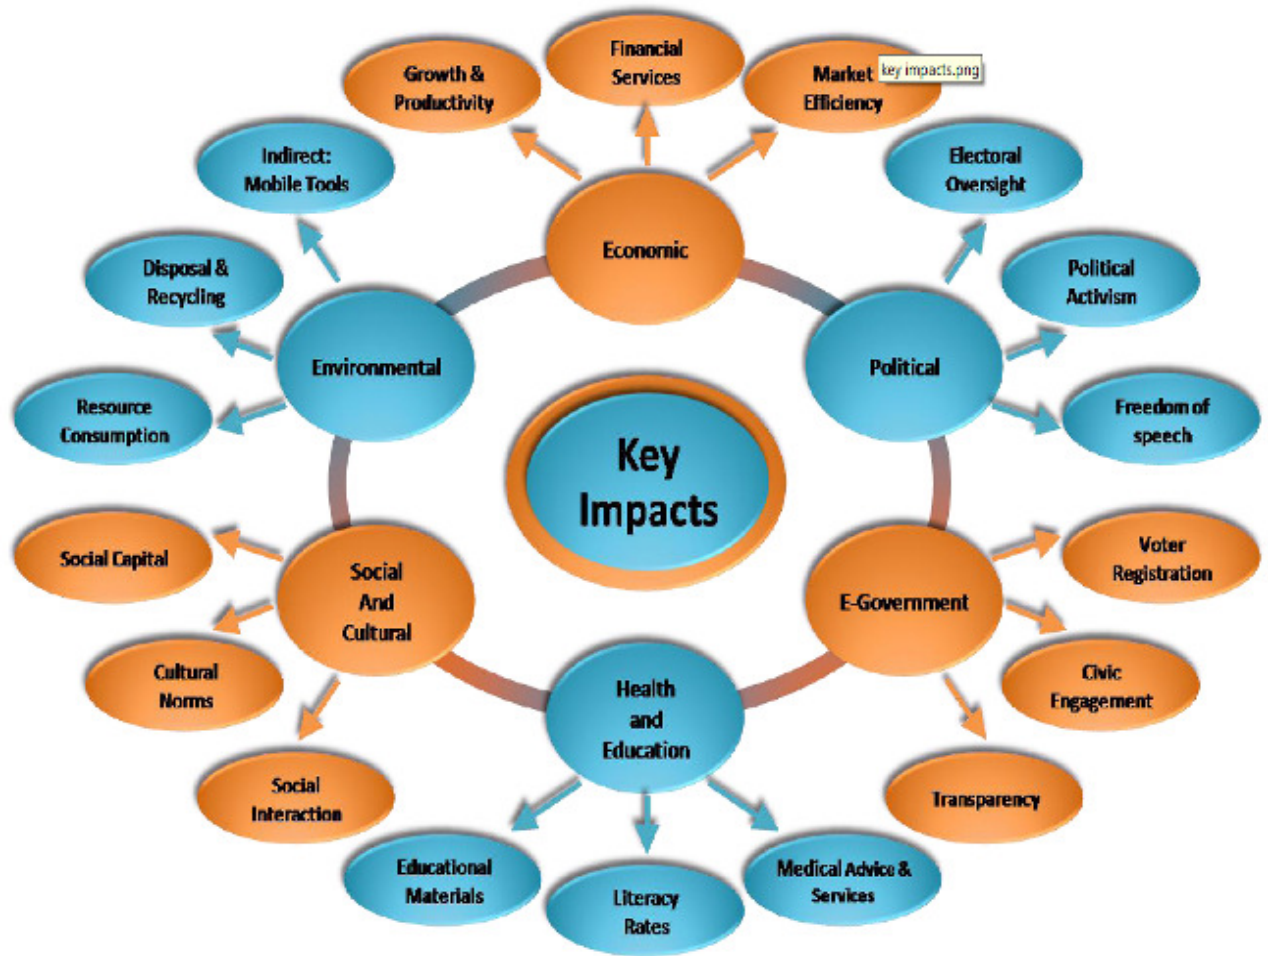 Financial
Services
Growth &
Productivity
Market
Efficiency
key impacts.png
Indirect:
Mobile Tools
Electoral
Oversight
Economic
Disposal &
Recycling
Political
Activism
Environmental
Political
Resource
Consumption
Freedom of
speech
Key
Impacts
Social Capital
Voter
Registration
Social
And
Cultural
E-Government
Cultural
Norms
Civic
Engagement
Health
and
Education
Social
Interaction
Transparency
Educational
Materials
Literacy
Rates
Medical Advice &
Services